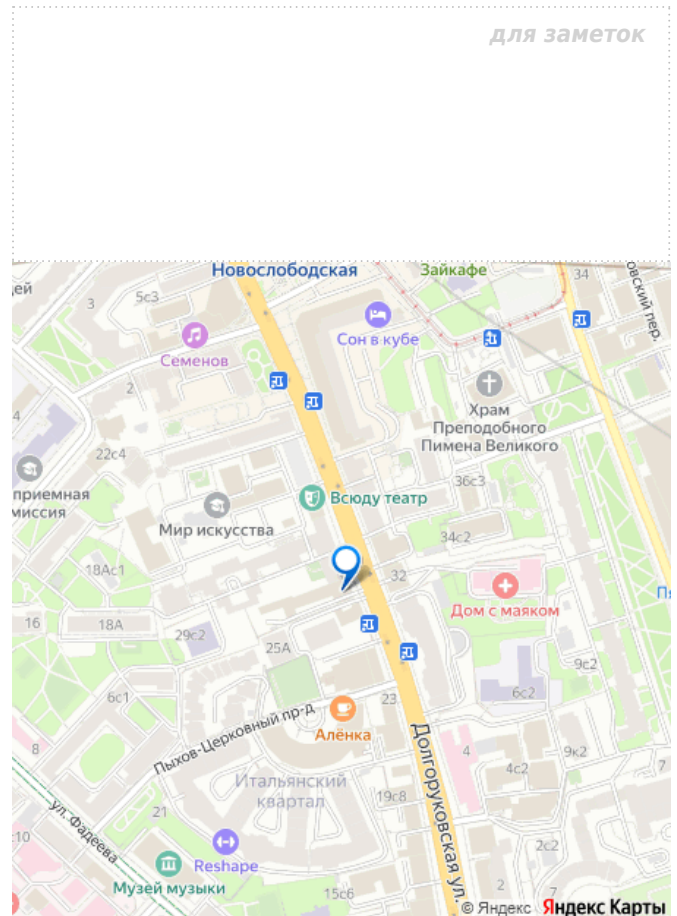 для заметок
Новослободская
Зайкафе
34
3
5с3
Сон в кубе
Семенов
2
Храм
Преподобного
Пимена Великого
4
22с4
36с3
приемная
миссия
Всюду театр
Мир искусства
34с2
18Ас1
32
Дом с маяком
16
18А
29с2
25А
9с2
6с1
6с2
23
Пыхов-Церковный пр-д
Алёнка
8
Долгоруковская ул.
4
9к2
7
4с2
Итальянский
квартал
19с8
ул. Фадеева
21
:10
2с2
Reshape
Музей музыки
15с6
2
7
© Яндекс Яндекс Карты